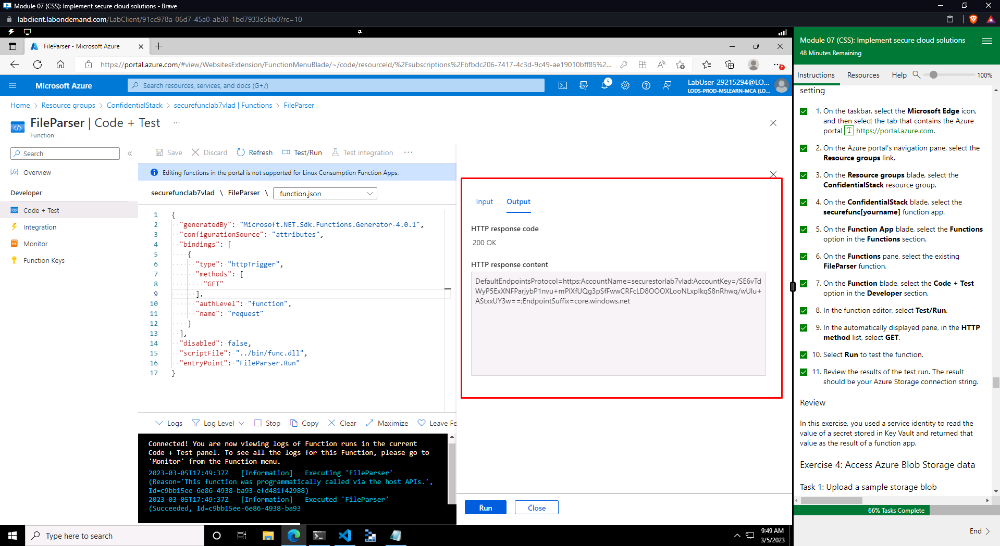 Module 07 (CSS): Implement secure cloud solutions - Brave
labclient.labondemand.com/LabClient/91cc978a-06d7-45a0-ab30-1bd7933e5bb0?rc=10
FileParser - Microsoft Azure
https://portal.azure.com/#view/WebsitesExtension/FunctionMenuBlade/~/code/resourceId/%2Fsubscriptions%2Fbfbdc206-7417-4c3d-9c49-ae19010bff85%2...
Microsoft Azure
Search resources, services, and docs (G+/)
5
LabUser-29215294@LO...
LODS-PROD-MSLEARN-MCA (LO...
Home > Resource groups > ConfidentialStack > securefunclab7vlad | Functions > FileParser
FileParser | Code + Test ...
Function
Search
Overview
Developer
Code + Test
Integration
Monitor
Function Keys
Save Discard Refresh Test/Run Test integration ...
Editing functions in the portal is not supported for Linux Consumption Function Apps.
securefunclab7vlad \ FileParser \ function.json
1 {
2 "generatedBy": "Microsoft.NET.Sdk.Functions.Generator-4.0.1",
3 "configurationSource": "attributes",
4 "bindings": [
5 {
6 "type": "httpTrigger",
7 "methods": [
8 "GET"
9 ],
10 "authLevel": "function",
11 "name": "request"
12 }
13 ],
14 "disabled": false,
15 "scriptFile": "../bin/func.dll",
16 "entryPoint": "FileParser.Run"
17 }
Logs Log Level Stop Copy Clear Maximize Leave Fe
Connected! You are now viewing logs of Function runs in the current
Code + Test panel. To see all the logs for this Function, please go to
'Monitor' from the Function menu.
2023-03-05T17:49:37Z [Information] Executing 'FileParser'
(Reason='This function was programmatically called via the host APIs.',
Id=c9bb15ee-6e86-4938-ba93-efd481f42988)
2023-03-05T17:49:37Z [Information] Executed 'FileParser'
(Succeeded, Id=c9bb15ee-6e86-4938-ba93
Input Output
HTTP response code
200 OK
HTTP response content
DefaultEndpointsProtocol=https;AccountName=securestorlab7vlad;AccountKey=/SE6vTd
WyP5ExXNFParjybP1nvu+mPIXfUQg3pSfFwwCRFcLD8OOOXLooNLxpIkqS8nRhwq/wUIu+
AStxxUY3w==;EndpointSuffix=core.windows.net
Run Close
Module 07 (CSS): Implement secure cloud solutions
48 Minutes Remaining
Instructions Resources Help 100%
setting
1. On the taskbar, select the Microsoft Edge icon,
and then select the tab that contains the Azure
portal T https://portal.azure.com.
2. On the Azure portal's navigation pane, select the
Resource groups link.
3. On the Resource groups blade, select the
ConfidentialStack resource group.
4. On the ConfidentialStack blade, select the
securefunc[yourname] function app.
5. On the Function App blade, select the Functions
option in the Functions section.
6. On the Functions pane, select the existing
FileParser function.
7. On the Function blade, select the Code + Test
option in the Developer section.
8. In the function editor, select Test/Run.
9. In the automatically displayed pane, in the HTTP
method list, select GET.
10. Select Run to test the function.
11. Review the results of the test run. The result
should be your Azure Storage connection string.
Review
In this exercise, you used a service identity to read the
value of a secret stored in Key Vault and returned that
value as the result of a function app.
Exercise 4: Access Azure Blob Storage data
Task 1: Upload a sample storage blob
66% Tasks Complete
End
Type here to search
9:49 AM
3/5/2023